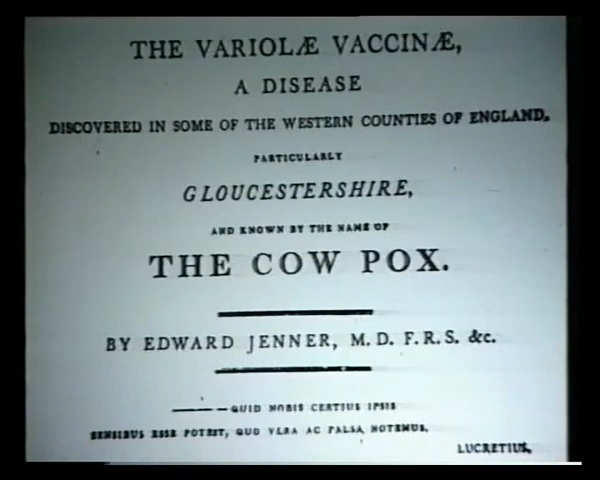 THE VARIOLÆ VACCINÆ,
A DISEASE
DISCOVERED IN SOME OF THE WESTERN COUNTIES OF ENGLAND,
PARTICULARLY
GLOUCESTERSHIRE,
AND KNOWN BY THE NAME OF
THE COW POX.
BY EDWARD JENNER, M.D. F.R.S. &c.
——— — QUID NOBIS CERTIUS IPSIS
SENSIBUS ESSE POTEST, QUO VERA AC FALSA NOTEMUS.
LUCRETIUS.